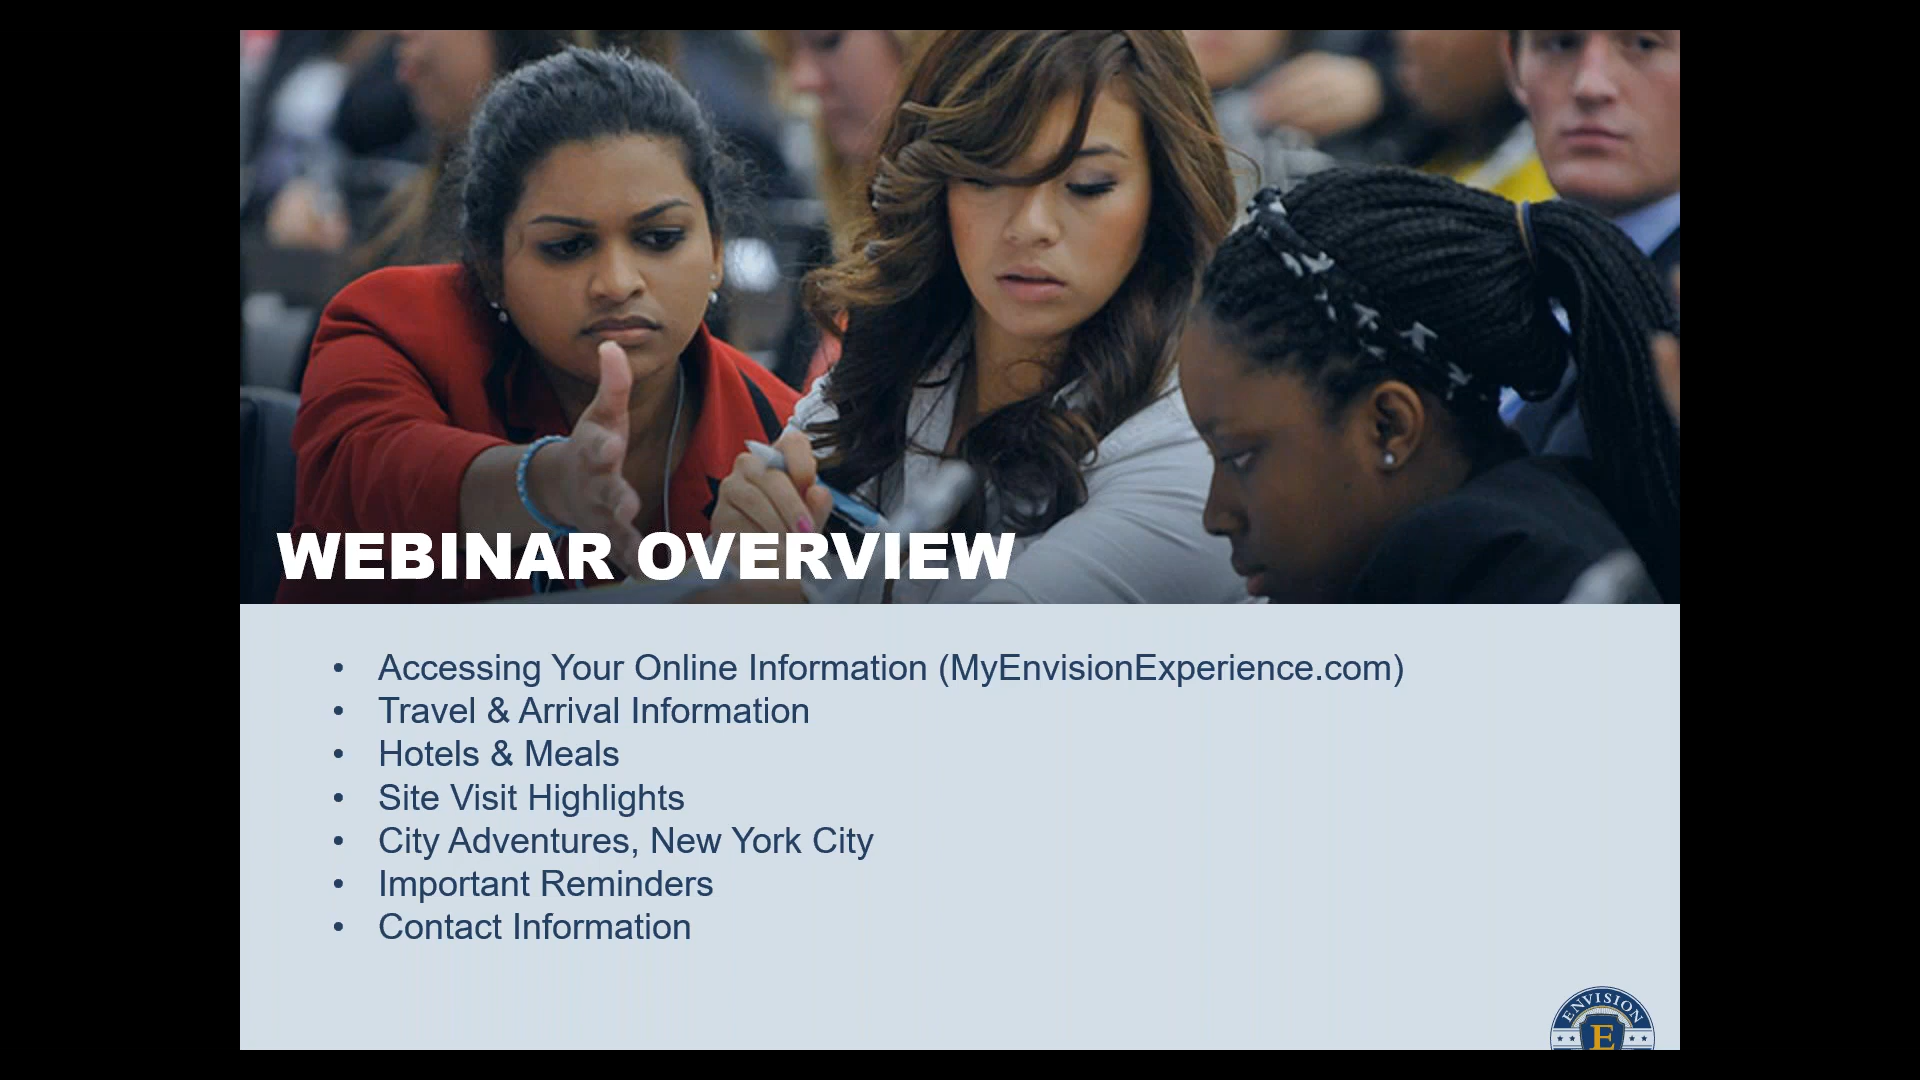 WEBINAR OVERVIEW
• Accessing Your Online Information (MyEnvisionExperience.com)
• Travel & Arrival Information
• Hotels & Meals
• Site Visit Highlights
• City Adventures, New York City
• Important Reminders
• Contact Information
ENVISION
E